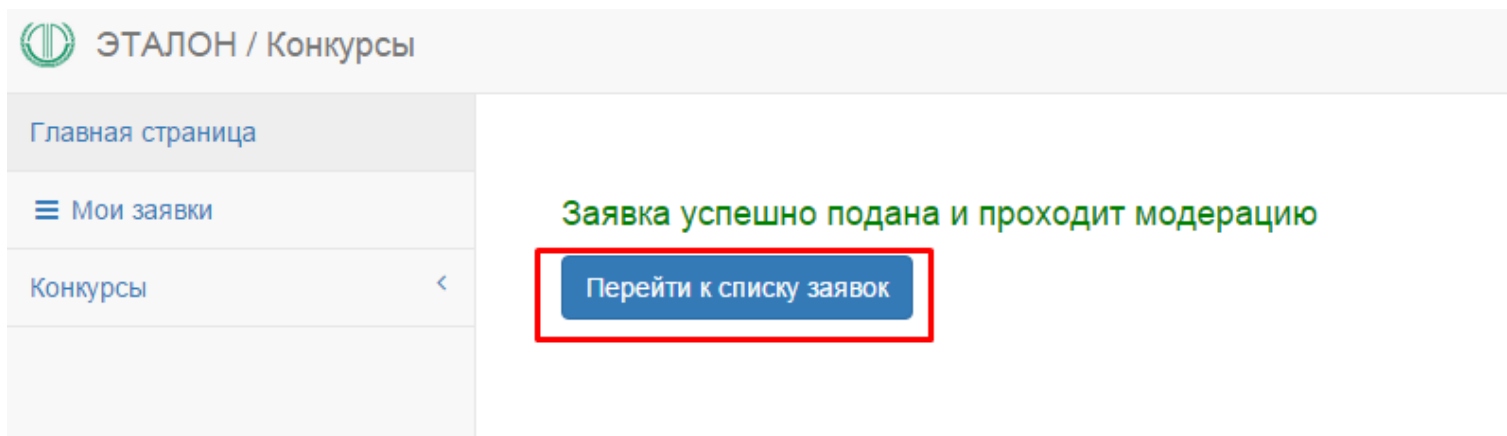 ЭТАЛОН / Конкурсы
Главная страница
Мои заявки
Конкурсы
Заявка успешно подана и проходит модерацию
Перейти к списку заявок